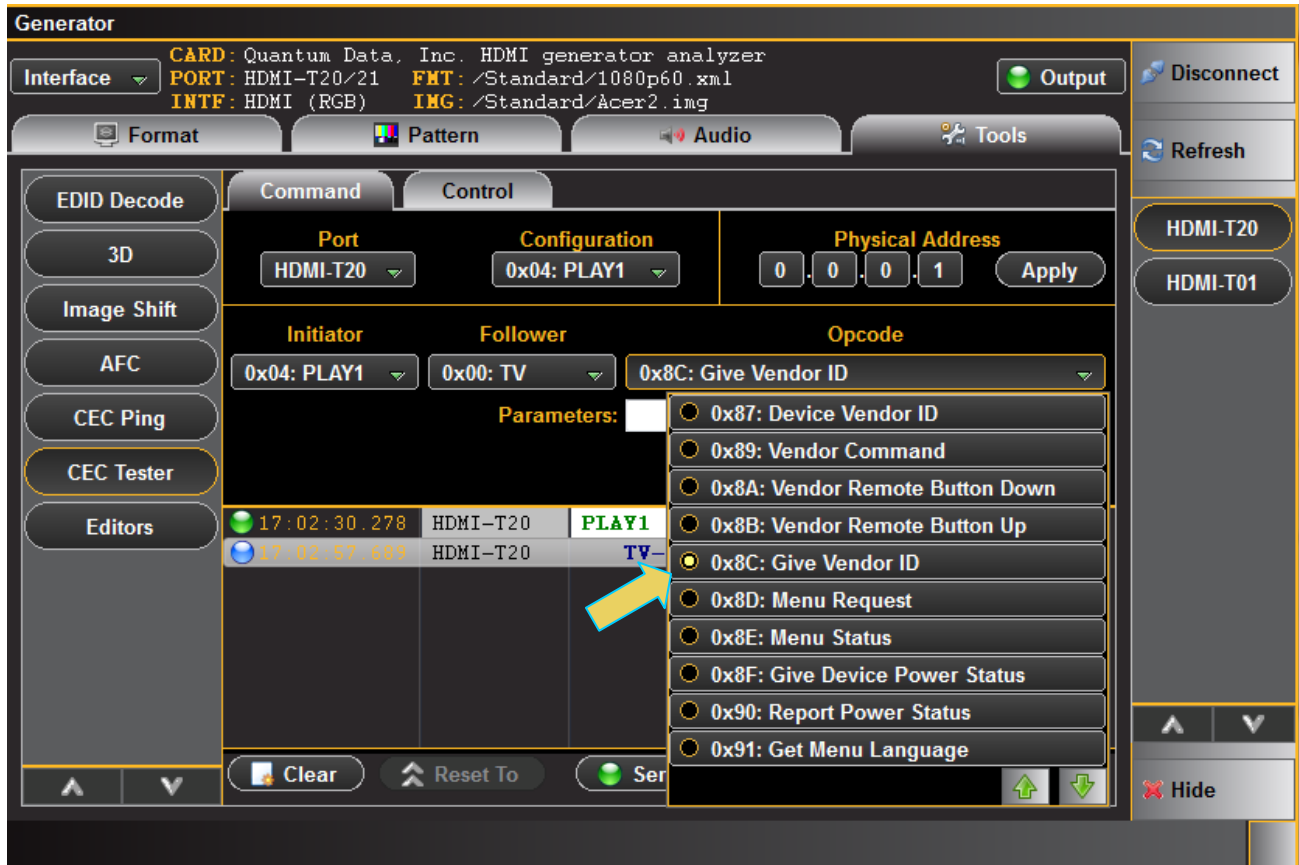 Generator
Interface
CARD: Quantum Data, Inc. HDMI generator analyzer
PORT: HDMI-T20/21 FMT: /Standard/1080p60.xml
INTF: HDMI (RGB) IMG: /Standard/Acer2.img
Output
Disconnect
Format Pattern Audio Tools
Refresh
EDID Decode
3D
Image Shift
AFC
CEC Ping
CEC Tester
Editors
Command Control
Port Configuration Physical Address
HDMI-T20 0x04: PLAY1 0 . 0 . 0 . 1 Apply
Initiator Follower Opcode
0x04: PLAY1 0x00: TV 0x8C: Give Vendor ID
Parameters:
0x87: Device Vendor ID
0x89: Vendor Command
0x8A: Vendor Remote Button Down
0x8B: Vendor Remote Button Up
0x8C: Give Vendor ID
0x8D: Menu Request
0x8E: Menu Status
0x8F: Give Device Power Status
0x90: Report Power Status
0x91: Get Menu Language
17:02:30.278 HDMI-T20 PLAY1
17:02:57.689 HDMI-T20 TV-
Clear Reset To Ser
HDMI-T20
HDMI-T01
Hide